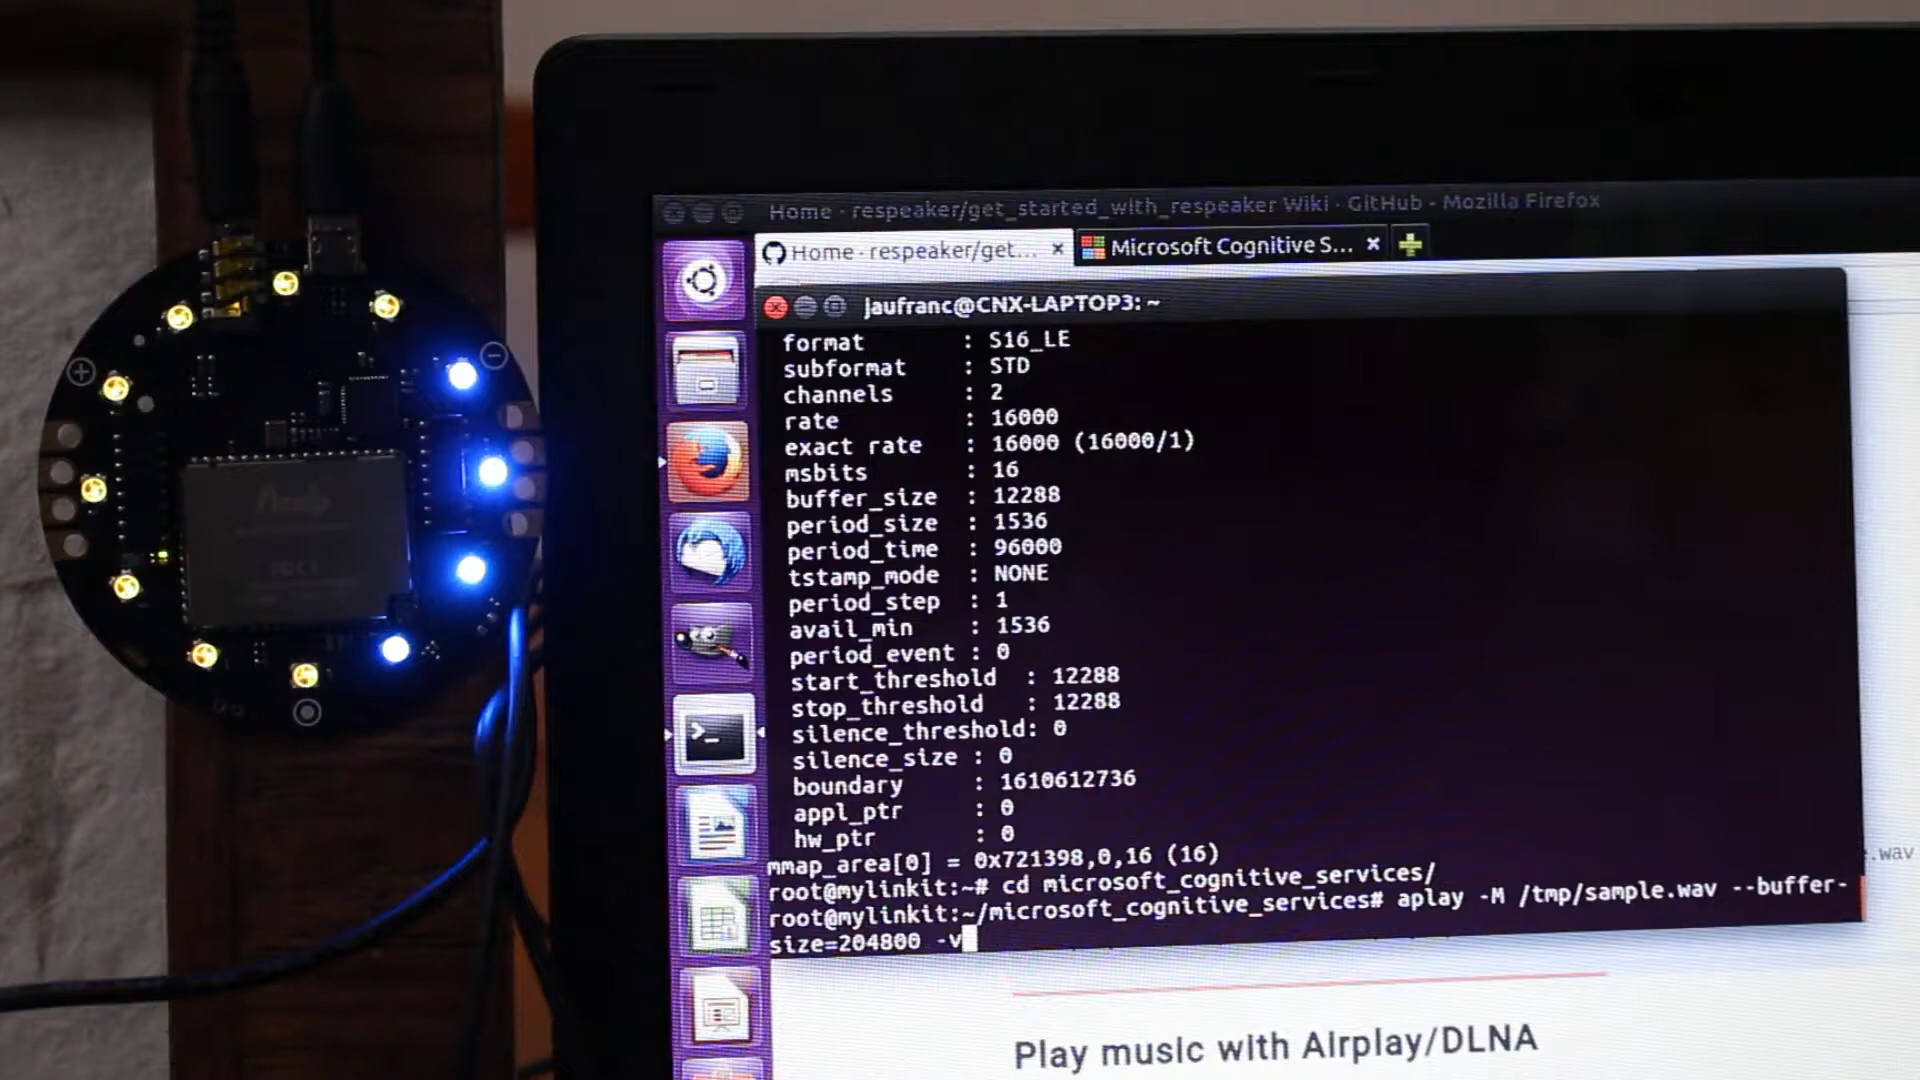 Home · respeaker/get_started_with_respeaker Wiki · GitHub - Mozilla Firefox
Home · respeaker/get... ×
Microsoft Cognitive S... ×
jaufranc@CNX-LAPTOP3: ~
format : S16_LE
subformat : STD
channels : 2
rate : 16000
exact rate : 16000 (16000/1)
msbits : 16
buffer_size : 12288
period_size : 1536
period_time : 96000
tstamp_mode : NONE
period_step : 1
avail_min : 1536
period_event : 0
start_threshold : 12288
stop_threshold : 12288
silence_threshold: 0
silence_size : 0
boundary : 1610612736
appl_ptr : 0
hw_ptr : 0
mmap_area[0] = 0x721398,0,16 (16)
root@mylinkit:~# cd microsoft_cognitive_services/
root@mylinkit:~/microsoft_cognitive_services# aplay -M /tmp/sample.wav --buffer-
size=204800 -v
.wav
Play music with Airplay/DLNA